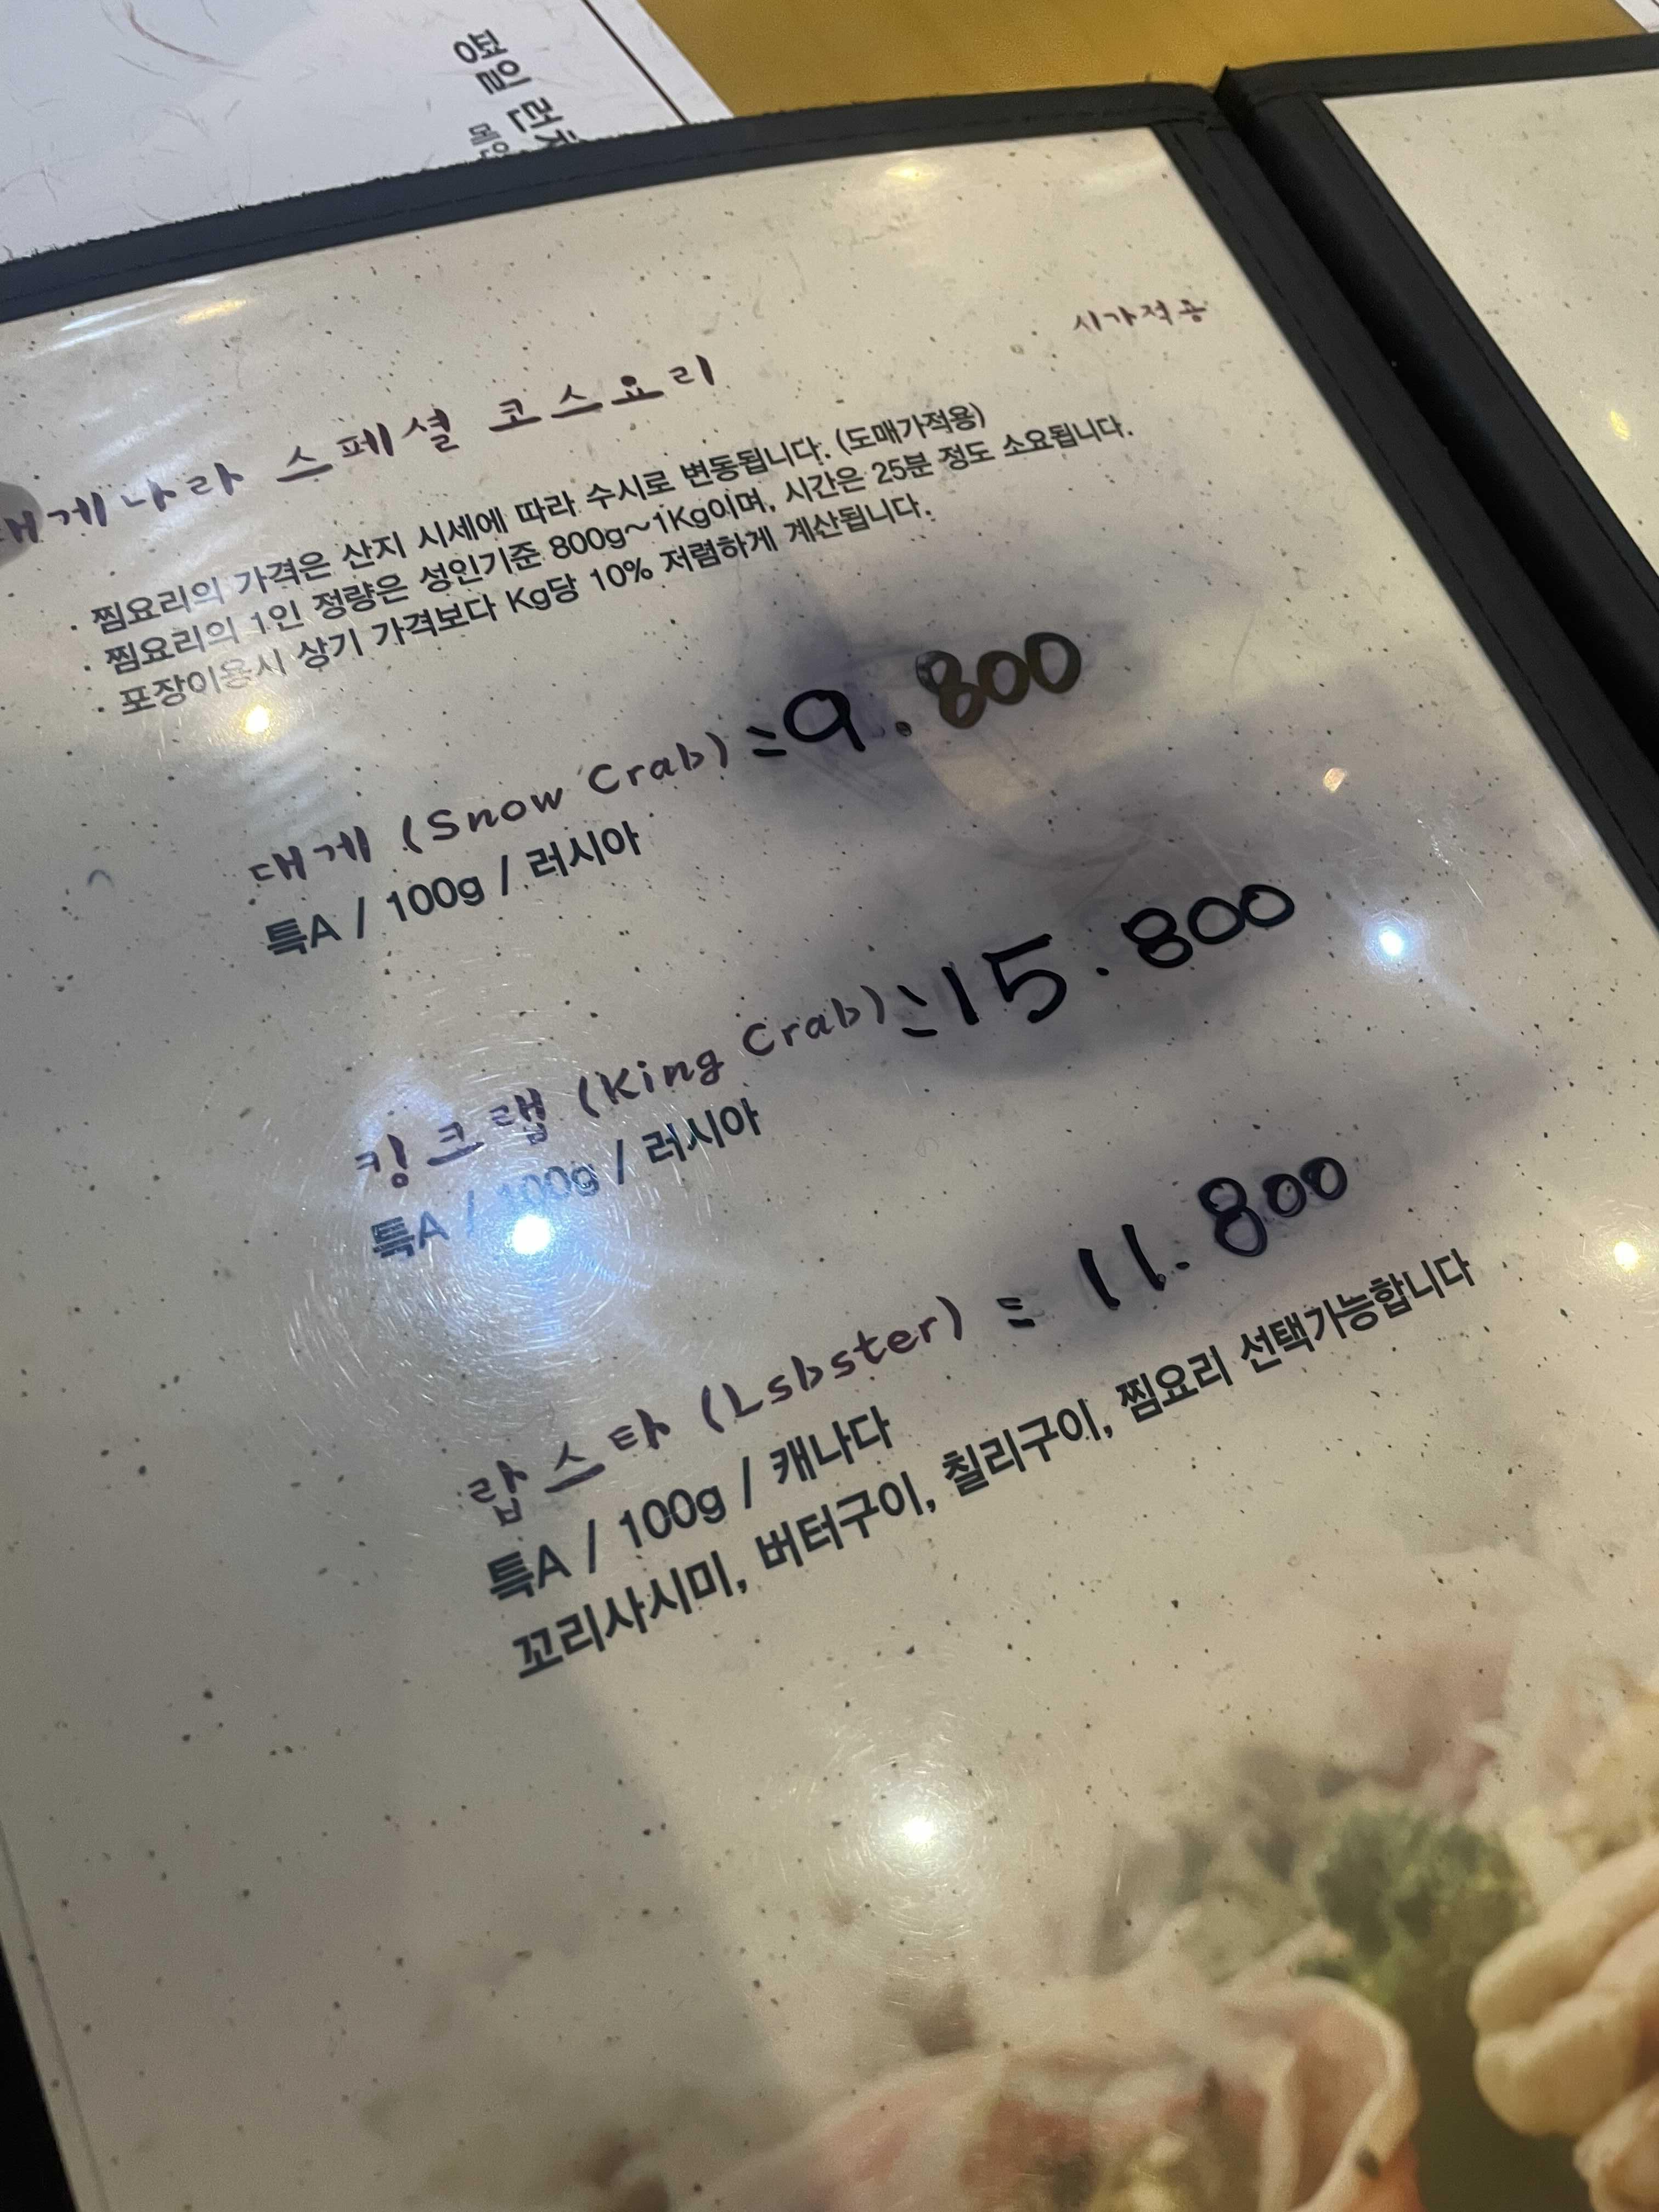 시가적용
대게나라 스페셜 코스요리
· 찜요리의 가격은 산지 시세에 따라 수시로 변동됩니다. (도매가적용)
· 찜요리의 1인 정량은 성인기준 800g~1Kg이며, 시간은 25분 정도 소요됩니다.
· 포장이용시 상기 가격보다 Kg당 10% 저렴하게 계산됩니다.
대게 (Snow Crab) = 9.800
특A / 100g / 러시아
킹크랩 (King Crab) = 15.800
특A / 100g / 러시아
랍스타 (Lsbster) = 11.800
특A / 100g / 캐나다
꼬리사시미, 버터구이, 칠리구이, 찜요리 선택가능합니다